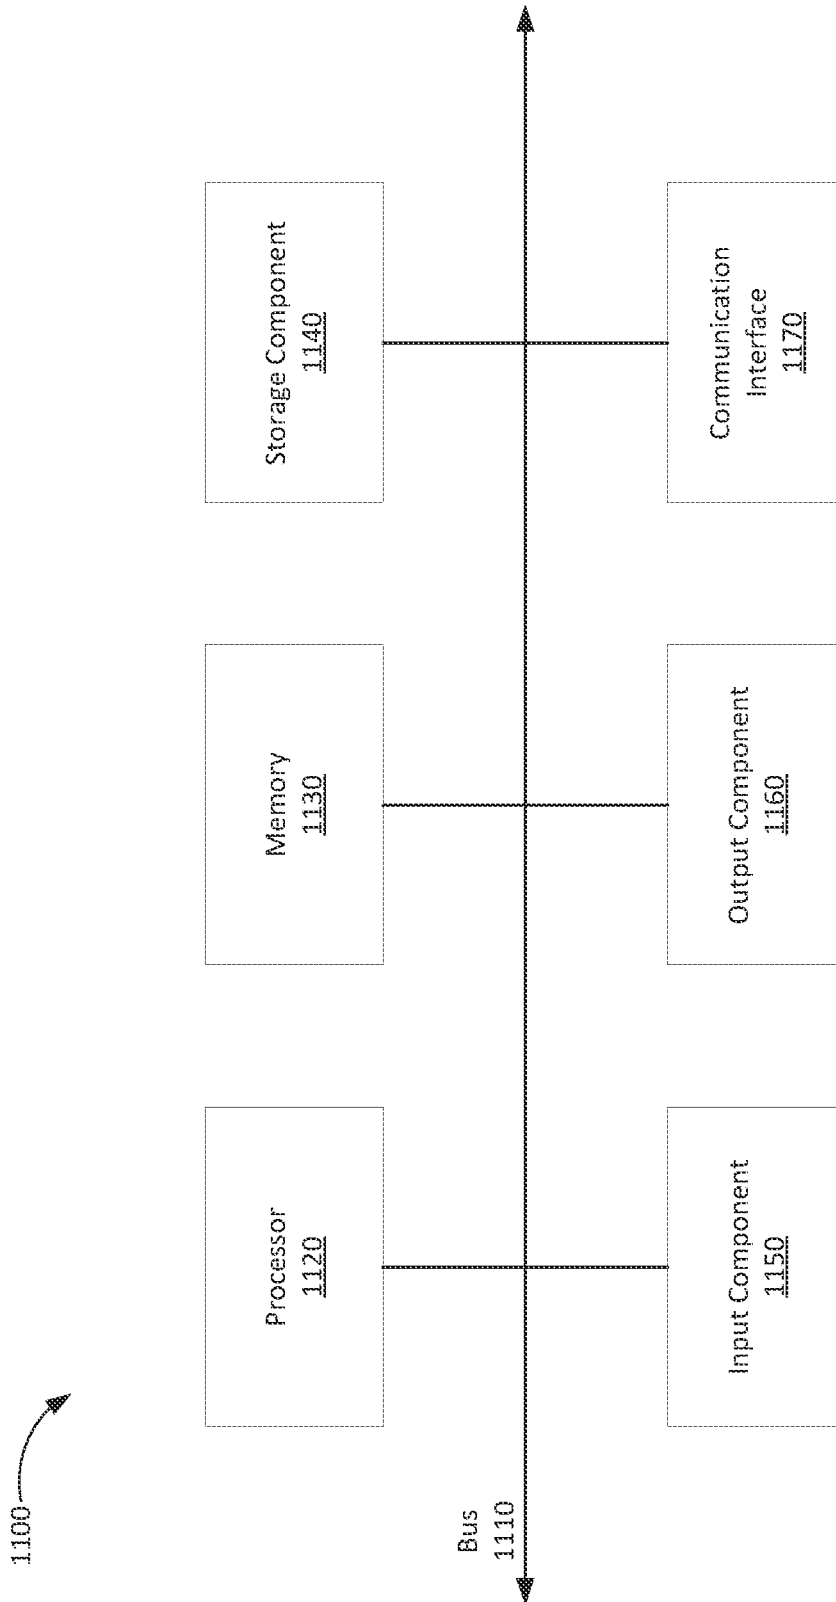 1100
Processor
1120
Memory
1130
Storage Component
1140
Bus
1110
Input Component
1150
Output Component
1160
Communication
Interface
1170